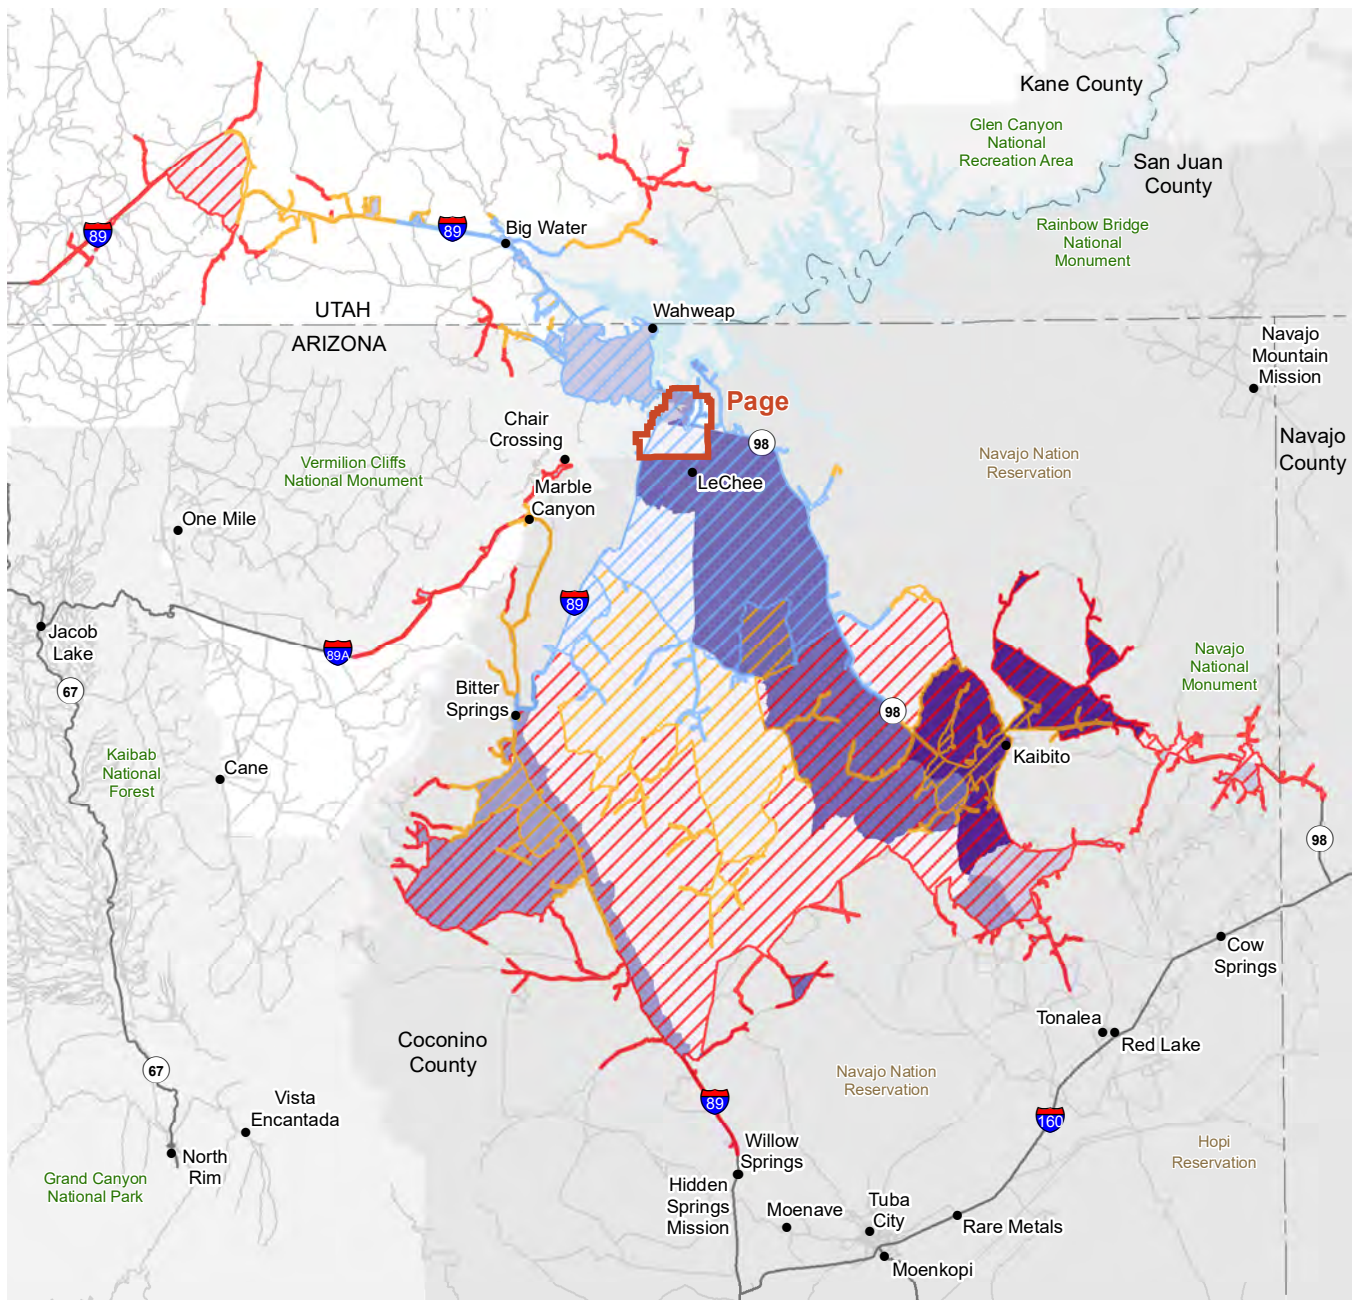 Kane County
Glen Canyon
National
Recreation Area
San Juan
County
Rainbow Bridge
National
Monument
89
89
Big Water
UTAH
ARIZONA
Wahweap
Navajo
Mountain
Mission
Page
Chair
Crossing
98
Navajo
County
Vermilion Cliffs
National Monument
Navajo Nation
Reservation
LeChee
Marble
Canyon
One Mile
89
Jacob
Lake
89A
67
Navajo
National
Monument
Bitter
Springs
98
Kaibito
Kaibab
National
Forest
Cane
98
Cow
Springs
Coconino
County
Tonalea
Red Lake
67
Navajo Nation
Reservation
Vista
Encantada
89
160
North
Rim
Willow
Springs
Hopi
Reservation
Grand Canyon
National Park
Hidden
Springs
Mission
Moenave
Tuba
City
Rare Metals
Moenkopi